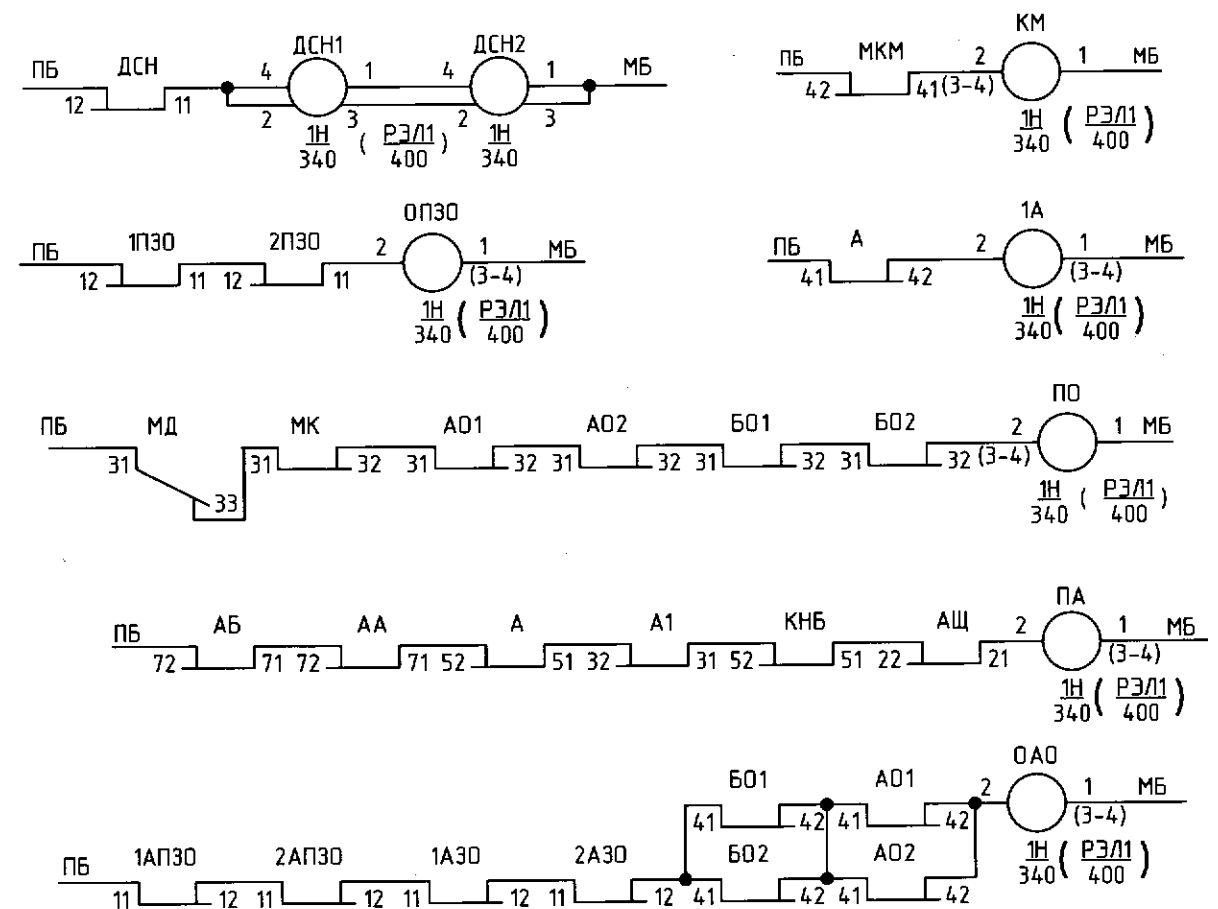 ПБ ДСН ДСН1 ДСН2 МБ
12 11 4 1 4 1
2 3 2 3
1Н/340 (РЭЛ1/400) 1Н/340
ПБ МКМ КМ МБ
42 41 (3-4) 2 1
1Н/340 (РЭЛ1/400)
ПБ 1ПЗО 2ПЗО ОПЗО МБ
12 11 12 11 2 1 (3-4)
1Н/340 (РЭЛ1/400)
ПБ А 1А МБ
41 42 2 1 (3-4)
1Н/340 (РЭЛ1/400)
ПБ МД МК АО1 АО2 БО1 БО2 ПО МБ
31 33 31 32 31 32 31 32 31 32 31 32 (3-4) 2 1
1Н/340 (РЭЛ1/400)
ПБ АБ АА А А1 КНБ АЩ ПА МБ
72 71 72 71 52 51 32 31 52 51 22 21 2 1 (3-4)
1Н/340 (РЭЛ1/400)
БО1 АО1 ОАО МБ
41 42 41 42 2 1 (3-4)
1Н/340 (РЭЛ1/400)
ПБ 1АПЗО 2АПЗО 1АЗО 2АЗО БО2 АО2
11 12 11 12 11 12 11 12 41 42 41 42